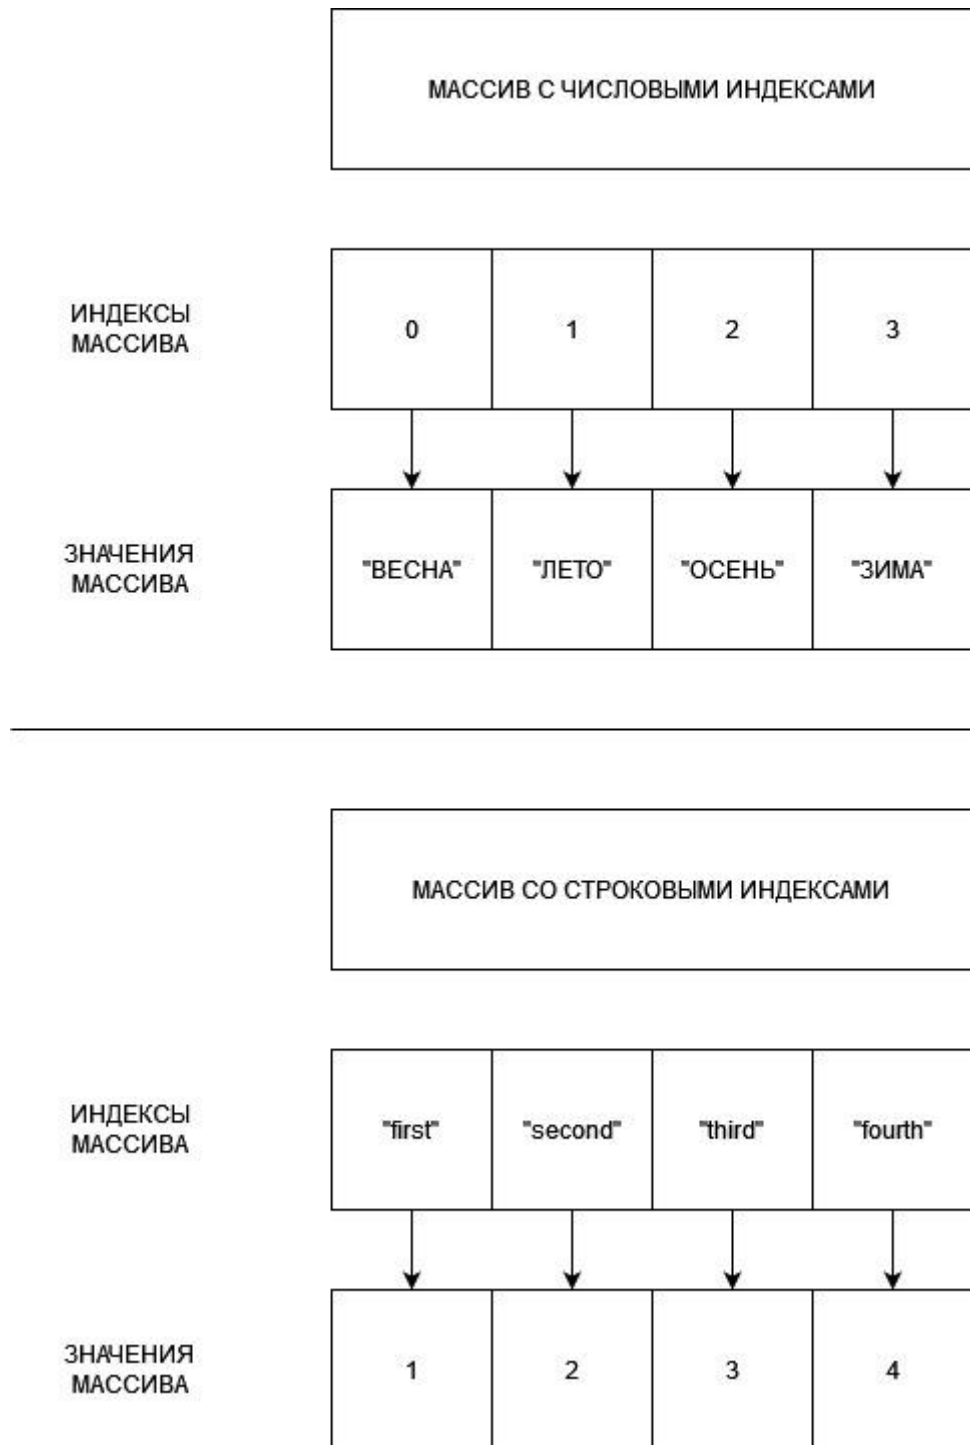 МАССИВ С ЧИСЛОВЫМИ ИНДЕКСАМИ
ИНДЕКСЫ
МАССИВА
0 1 2 3
ЗНАЧЕНИЯ
МАССИВА
"ВЕСНА" "ЛЕТО" "ОСЕНЬ" "ЗИМА"
МАССИВ СО СТРОКОВЫМИ ИНДЕКСАМИ
ИНДЕКСЫ
МАССИВА
"first" "second" "third" "fourth"
ЗНАЧЕНИЯ
МАССИВА
1 2 3 4